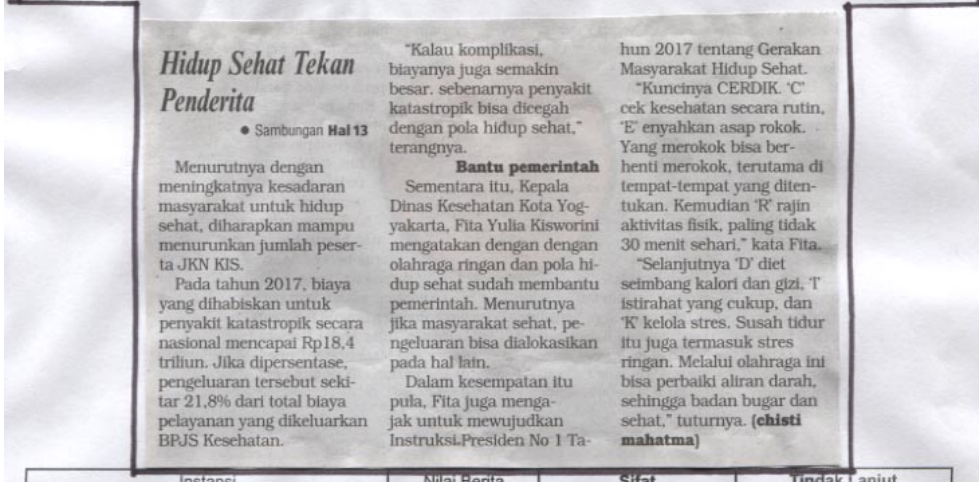 Hidup Sehat Tekan
Penderita
● Sambungan Hal 13
Menurutnya dengan
meningkatnya kesadaran
masyarakat untuk hidup
sehat, diharapkan mampu
menurunkan jumlah peser-
ta JKN KIS.
Pada tahun 2017, biaya
yang dihabiskan untuk
penyakit katastropik secara
nasional mencapai Rp18,4
triliun. Jika dipersentase,
pengeluaran tersebut seki-
tar 21,8% dari total biaya
pelayanan yang dikeluarkan
BPJS Kesehatan.
"Kalau komplikasi,
biayanya juga semakin
besar. sebenarnya penyakit
katastropik bisa dicegah
dengan pola hidup sehat,"
terangnya.
Bantu pemerintah
Sementara itu, Kepala
Dinas Kesehatan Kota Yog-
yakarta, Fita Yulia Kisworini
mengatakan dengan dengan
olahraga ringan dan pola hi-
dup sehat sudah membantu
pemerintah. Menurutnya
jika masyarakat sehat, pe-
ngeluaran bisa dialokasikan
pada hal lain.
Dalam kesempatan itu
pula, Fita juga menga-
jak untuk mewujudkan
Instruksi Presiden No 1 Ta-
hun 2017 tentang Gerakan
Masyarakat Hidup Sehat.
"Kuncinya CERDIK. 'C'
cek kesehatan secara rutin,
'E' enyahkan asap rokok.
Yang merokok bisa ber-
henti merokok, terutama di
tempat-tempat yang diten-
tukan. Kemudian 'R' rajin
aktivitas fisik, paling tidak
30 menit sehari," kata Fita.
"Selanjutnya 'D' diet
seimbang kalori dan gizi, 'I'
istirahat yang cukup, dan
'K' kelola stres. Susah tidur
itu juga termasuk stres
ringan. Melalui olahraga ini
bisa perbaiki aliran darah,
sehingga badan bugar dan
sehat," tuturnya. (chisti
mahatma)
Instansi Nilai Berita Sifat Tindak Lanjut